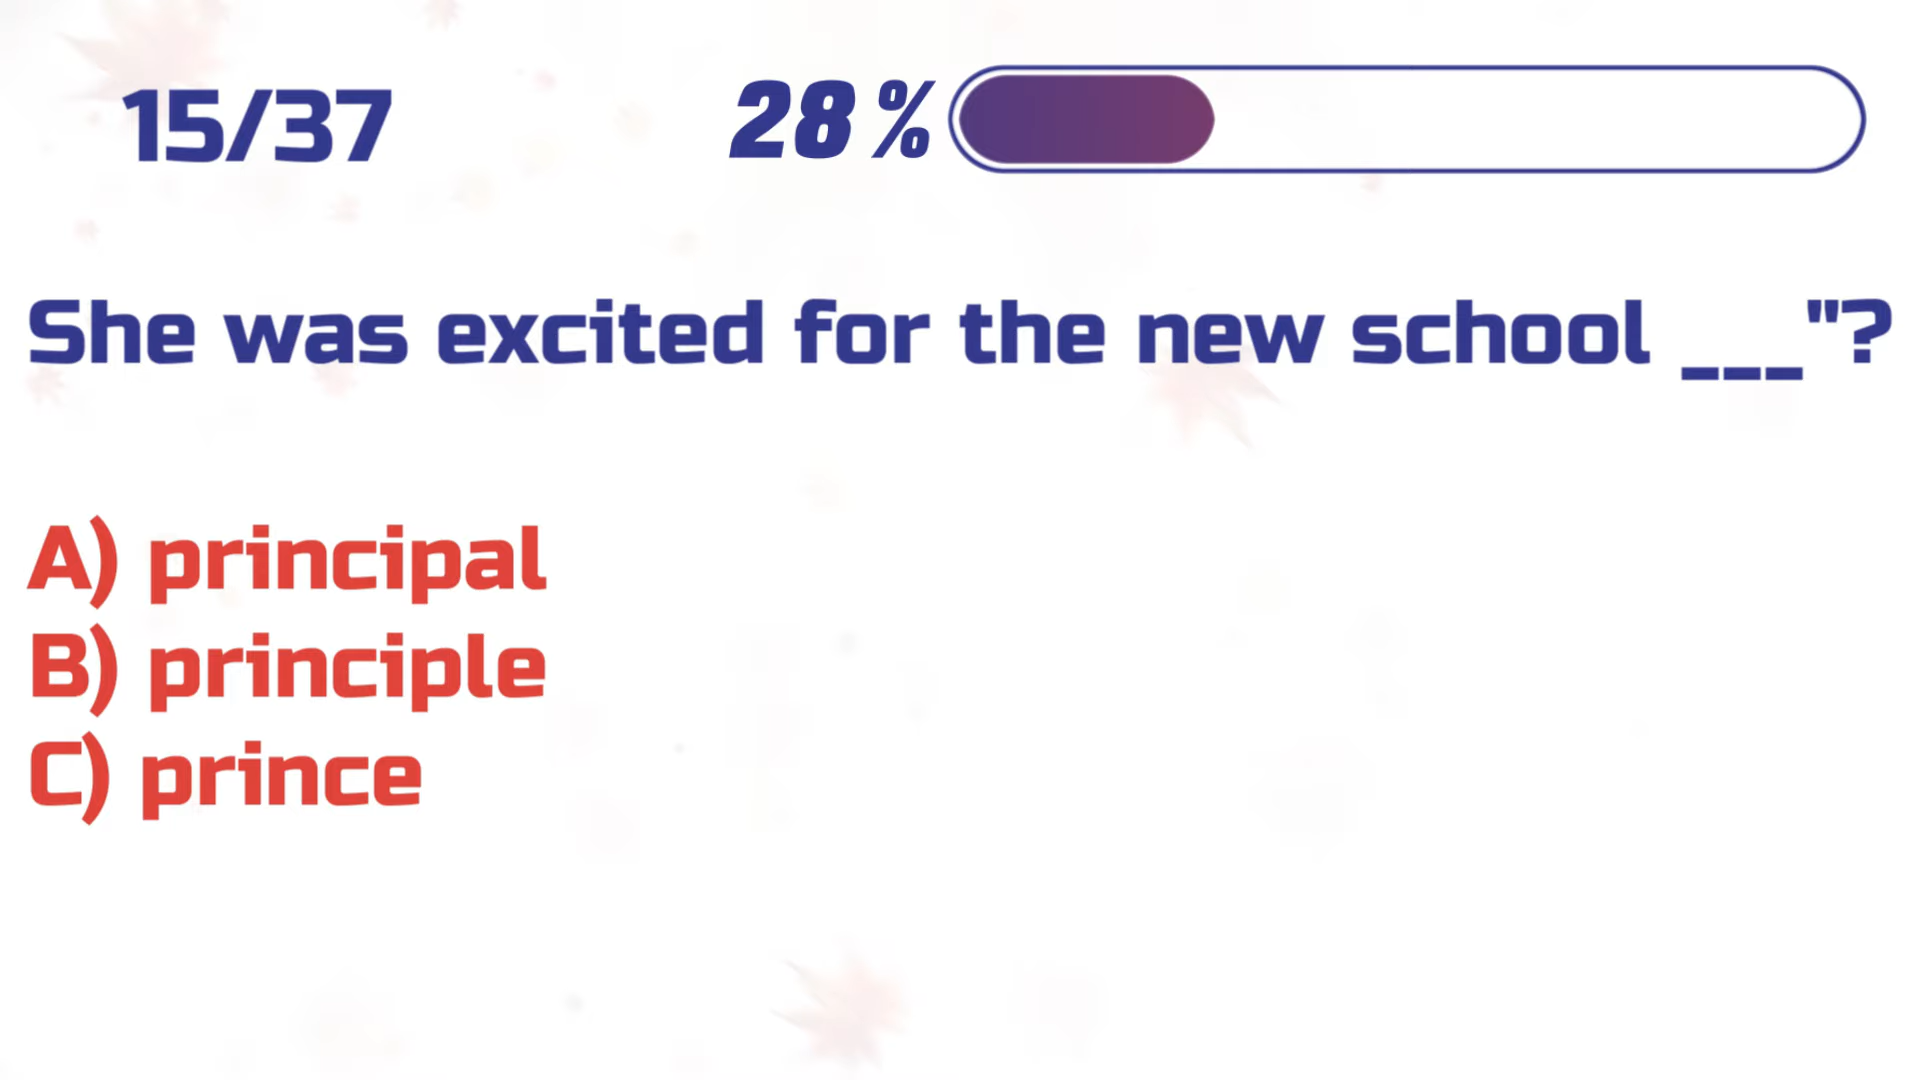 15/37
28%
She was excited for the new school ___"?
A) principal
B) principle
C) prince